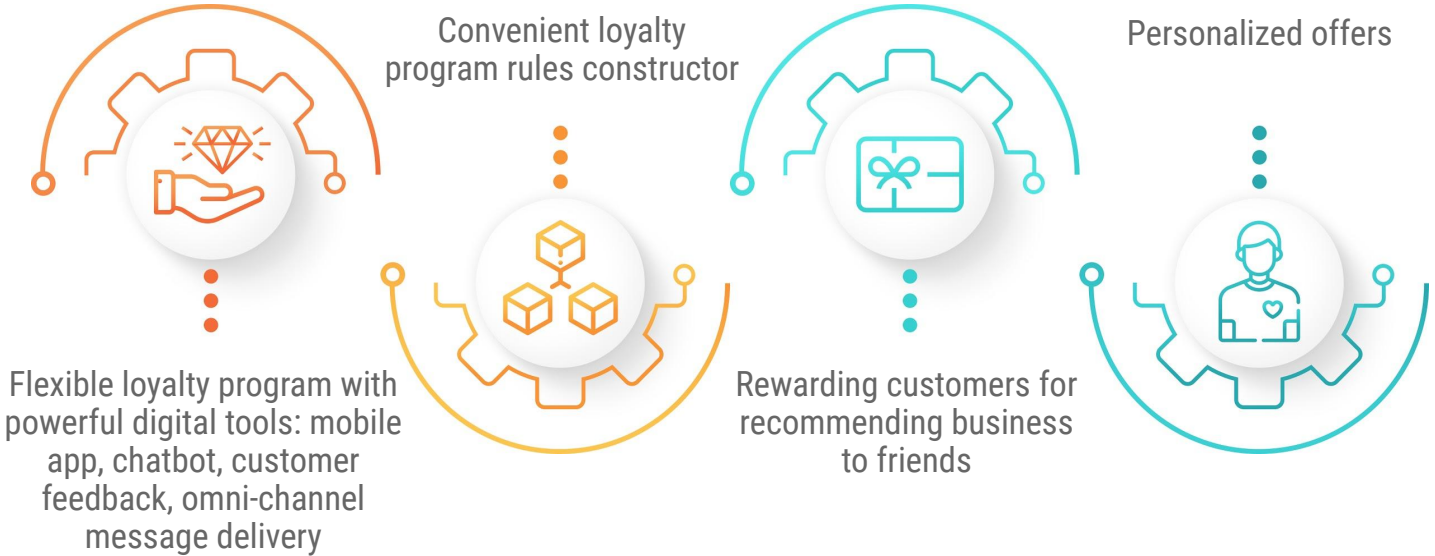 Flexible loyalty program with
powerful digital tools: mobile
app, chatbot, customer
feedback, omni-channel
message delivery
Convenient loyalty
program rules constructor
Rewarding customers for
recommending business
to friends
Personalized offers